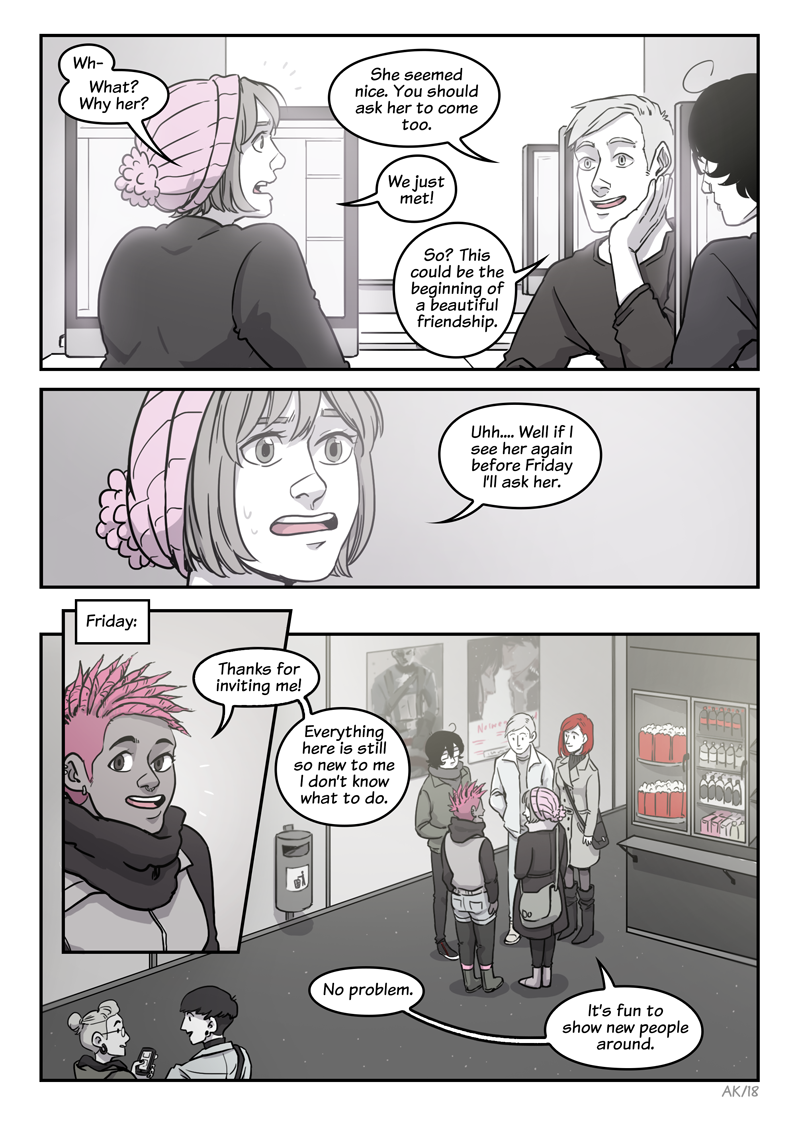 Wh-
What?
Why her?
She seemed
nice. You should
ask her to come
too.
We just
met!
So? This
could be the
beginning of
a beautiful
friendship.
Uhh.... Well if I
see her again
before Friday
I'll ask her.
Friday:
Thanks for
inviting me!
Everything
here is still
so new to me
I don't know
what to do.
No problem.
It's fun to
show new people
around.
AK/18